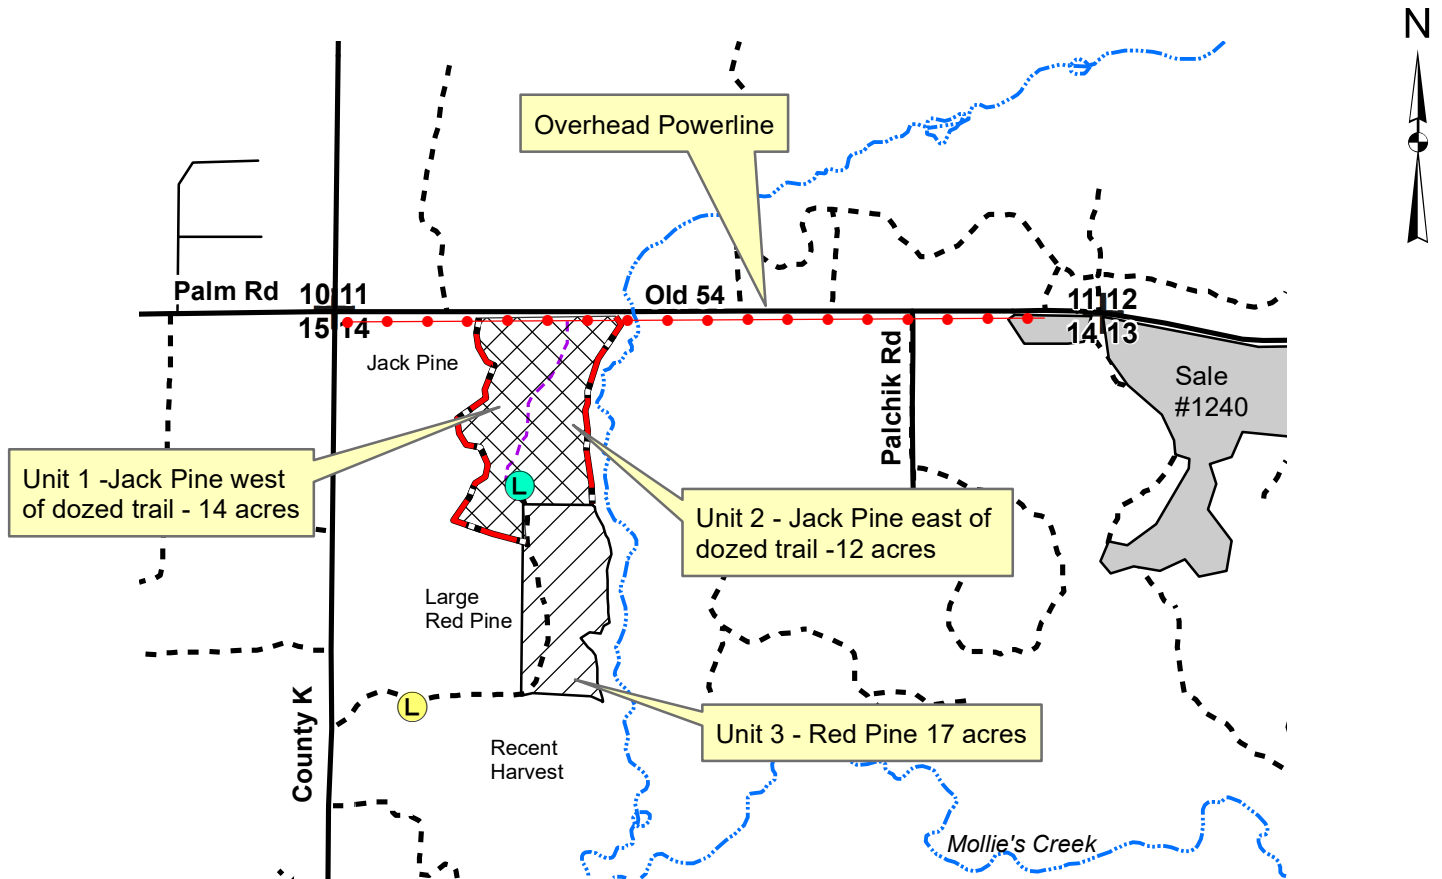 N
Overhead Powerline
Palm Rd
10 11
Old 54
11 12
15 14
14 13
Jack Pine
Palchik Rd
Sale
#1240
Unit 1 -Jack Pine west
of dozed trail - 14 acres
L
Unit 2 - Jack Pine east of
dozed trail -12 acres
Large
Red Pine
L
County K
Unit 3 - Red Pine 17 acres
Recent
Harvest
Mollie's Creek